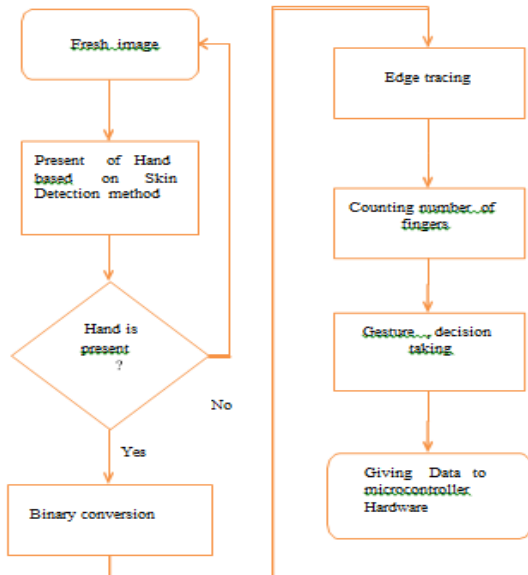 Fresh image
Present of Hand
based on Skin
Detection method
Hand is
present
?
No
Yes
Binary conversion
Edge tracing
Counting number of
fingers
Gesture , decision
taking
Giving Data to
microcontroller
Hardware